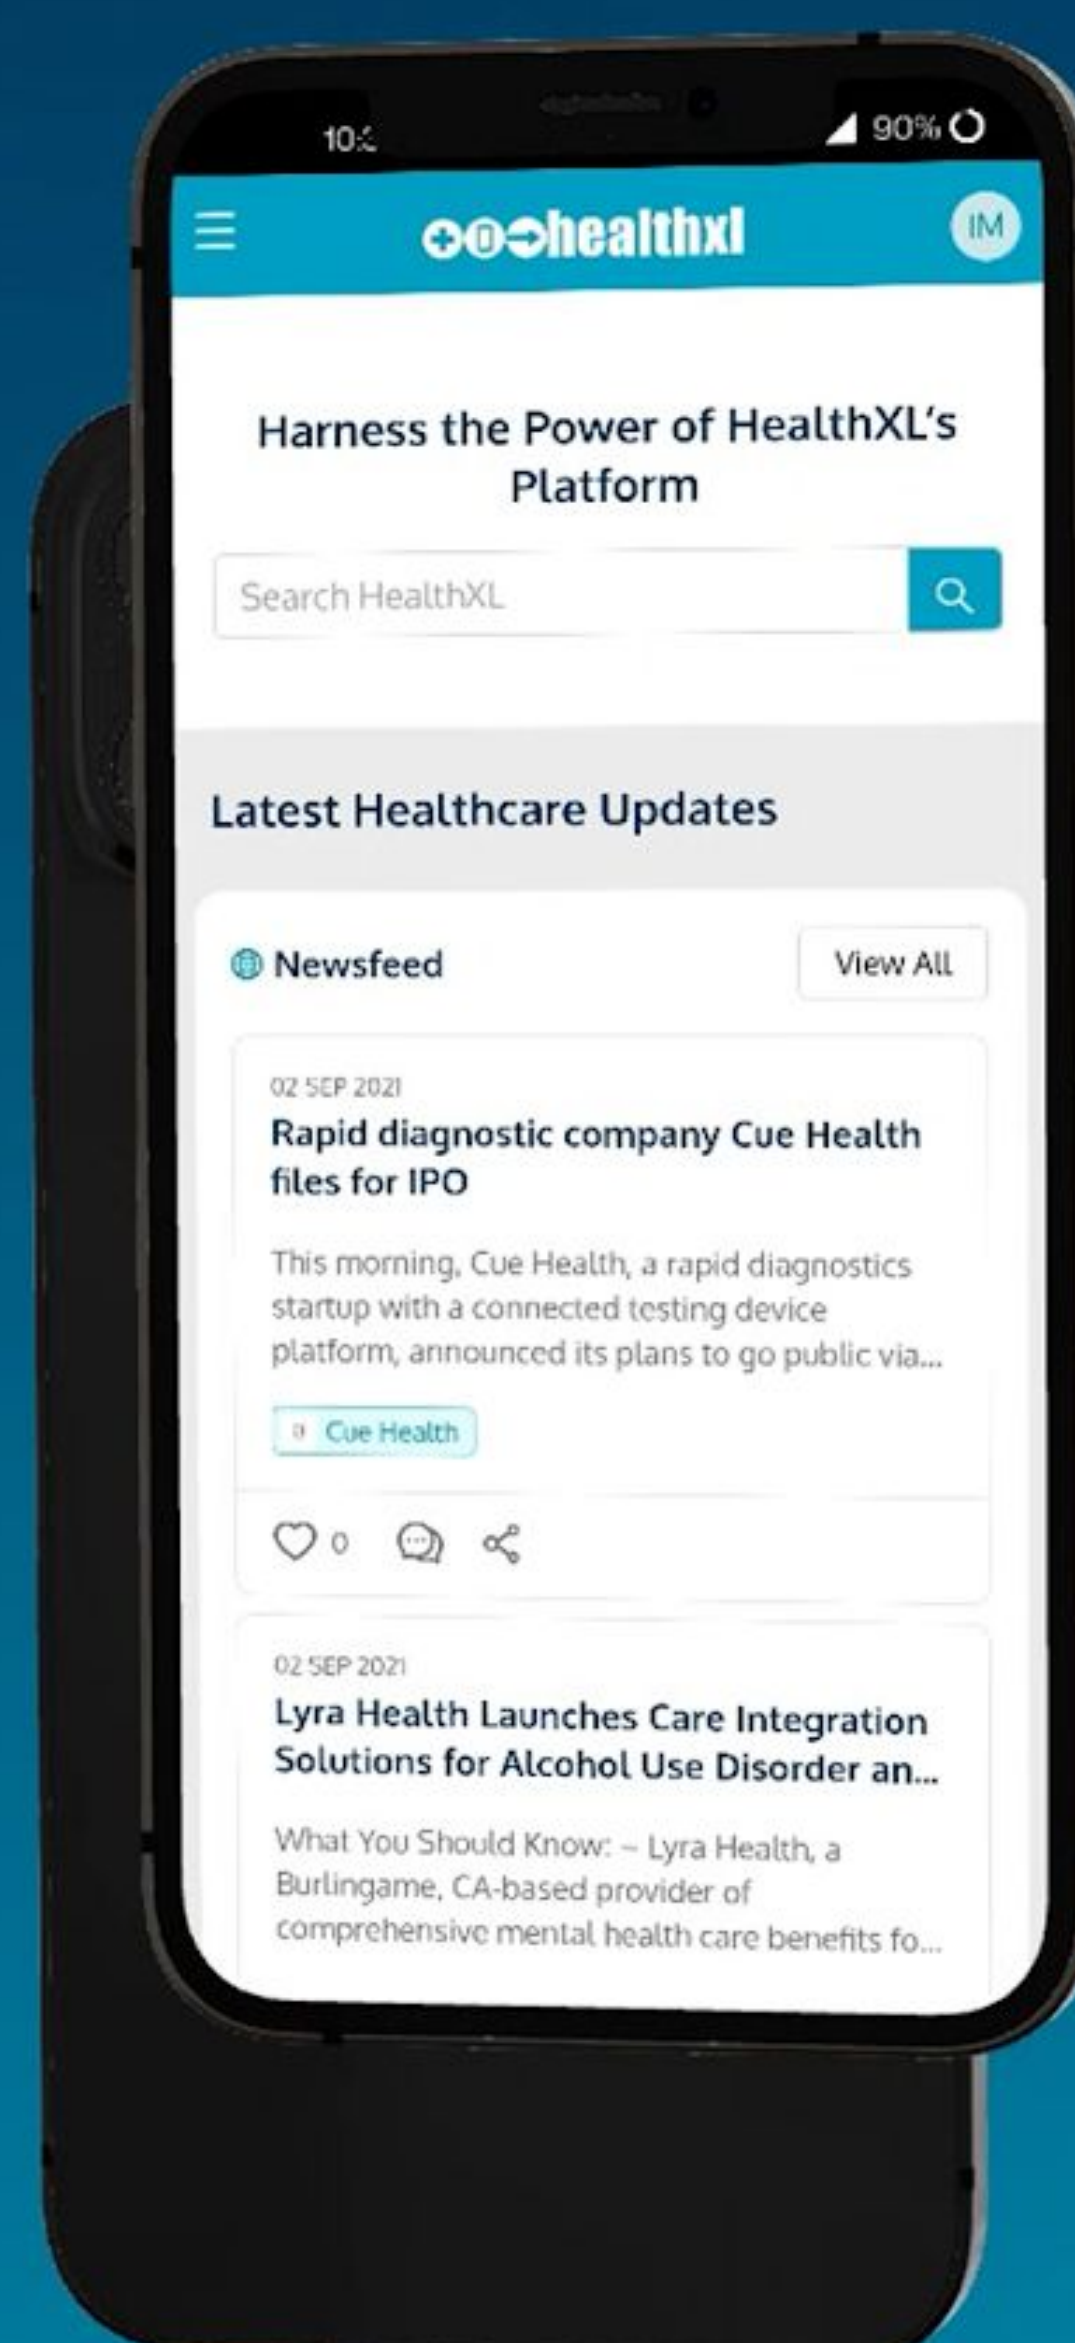 90%
healthxl
IM
Harness the Power of HealthXL's
Platform
Search HealthXL
Latest Healthcare Updates
Newsfeed
View All
02 SEP 2021
Rapid diagnostic company Cue Health
files for IPO
This morning, Cue Health, a rapid diagnostics
startup with a connected testing device
platform, announced its plans to go public via...
Cue Health
0
02 SEP 2021
Lyra Health Launches Care Integration
Solutions for Alcohol Use Disorder an...
What You Should Know: – Lyra Health, a
Burlingame, CA-based provider of
comprehensive mental health care benefits fo...